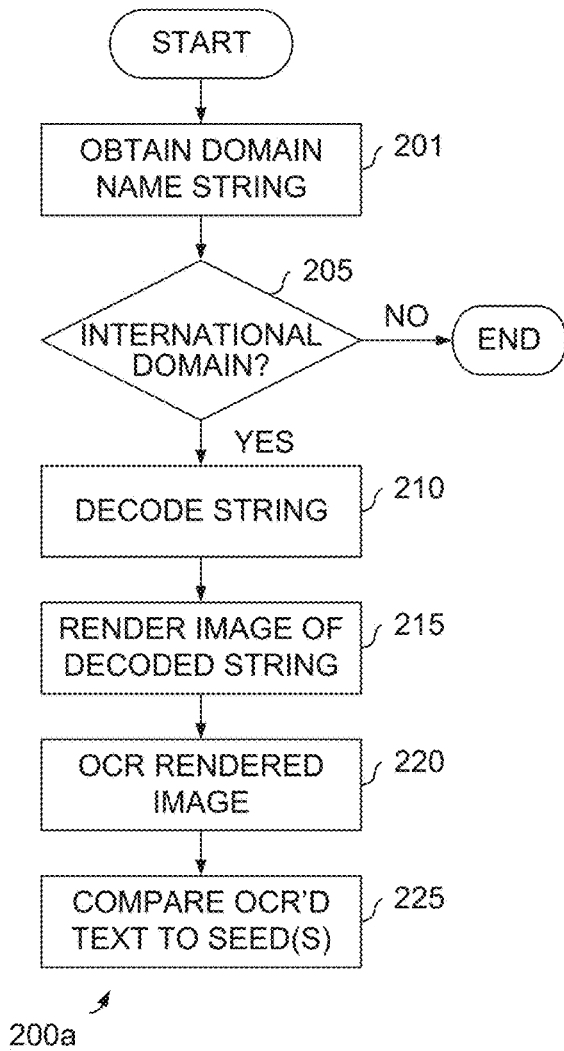 START
OBTAIN DOMAIN
NAME STRING
201
205
INTERNATIONAL
DOMAIN?
NO
END
YES
DECODE STRING
210
RENDER IMAGE OF
DECODED STRING
215
OCR RENDERED
IMAGE
220
COMPARE OCR'D
TEXT TO SEED(S)
225
200a